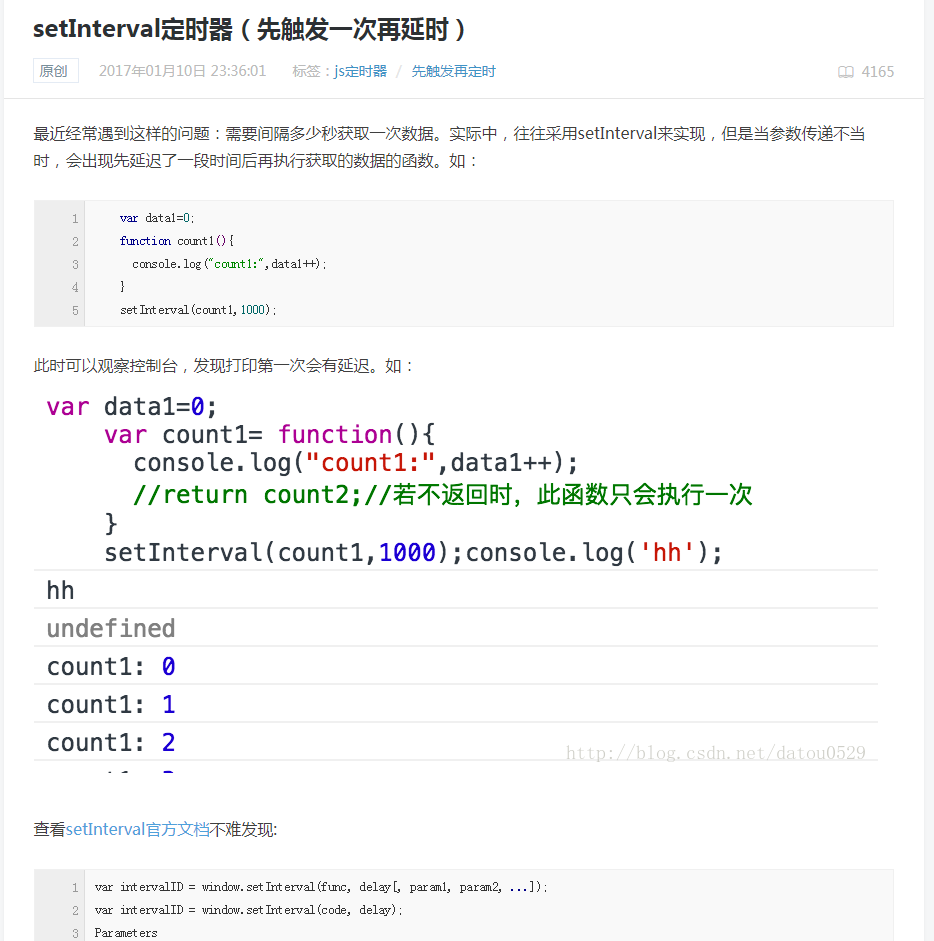 setInterval定时器（先触发一次再延时）
原创 2017年01月10日 23:36:01 标签：js定时器 / 先触发再定时 4165
最近经常遇到这样的问题：需要间隔多少秒获取一次数据。实际中，往往采用setInterval来实现，但是当参数传递不当
时，会出现先延迟了一段时间后再执行获取的数据的函数。如：
1 var data1=0;
2 function count1(){
3 console.log("count1:",data1++);
4 }
5 setInterval(count1,1000);
此时可以观察控制台，发现打印第一次会有延迟。如：
var data1=0;
var count1= function(){
console.log("count1:",data1++);
//return count2;//若不返回时，此函数只会执行一次
}
setInterval(count1,1000);console.log('hh');
hh
undefined
count1: 0
count1: 1
count1: 2
http://blog.csdn.net/datou0529
查看setInterval官方文档不难发现:
1 var intervalID = window.setInterval(func, delay[, param1, param2, ...]);
2 var intervalID = window.setInterval(code, delay);
3 Parameters